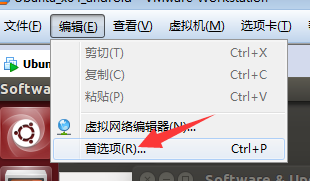 Ubuntu_x64_android - VMware Workstation
文件(F) 编辑(E) 查看(V) 虚拟机(M) 选项卡(T)
剪切(T) Ctrl+X
复制(C) Ctrl+C
粘贴(P) Ctrl+V
虚拟网络编辑器(N)...
首选项(R)... Ctrl+P
Ubun
Softw
Software & Up